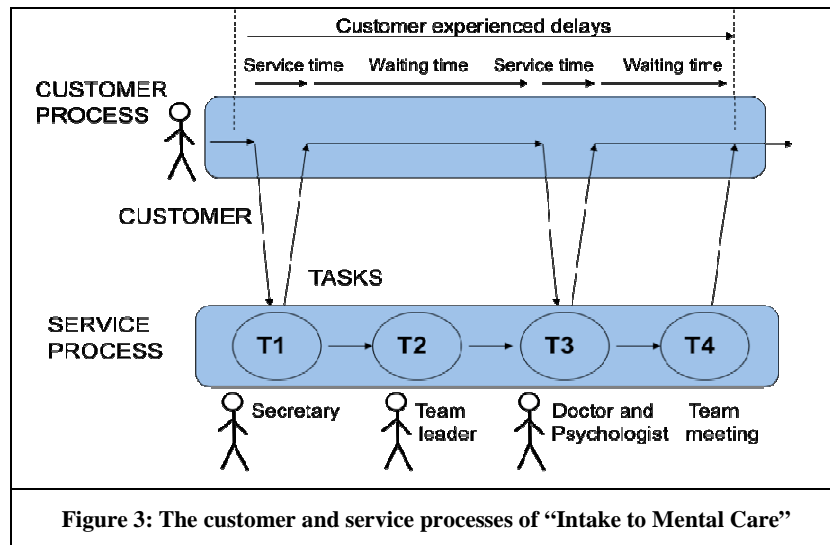 Customer experienced delays
Service time Waiting time Service time Waiting time
CUSTOMER
PROCESS
CUSTOMER
TASKS
SERVICE
PROCESS
T1 T2 T3 T4
Secretary Team leader Doctor and Psychologist Team meeting
Figure 3: The customer and service processes of “Intake to Mental Care”